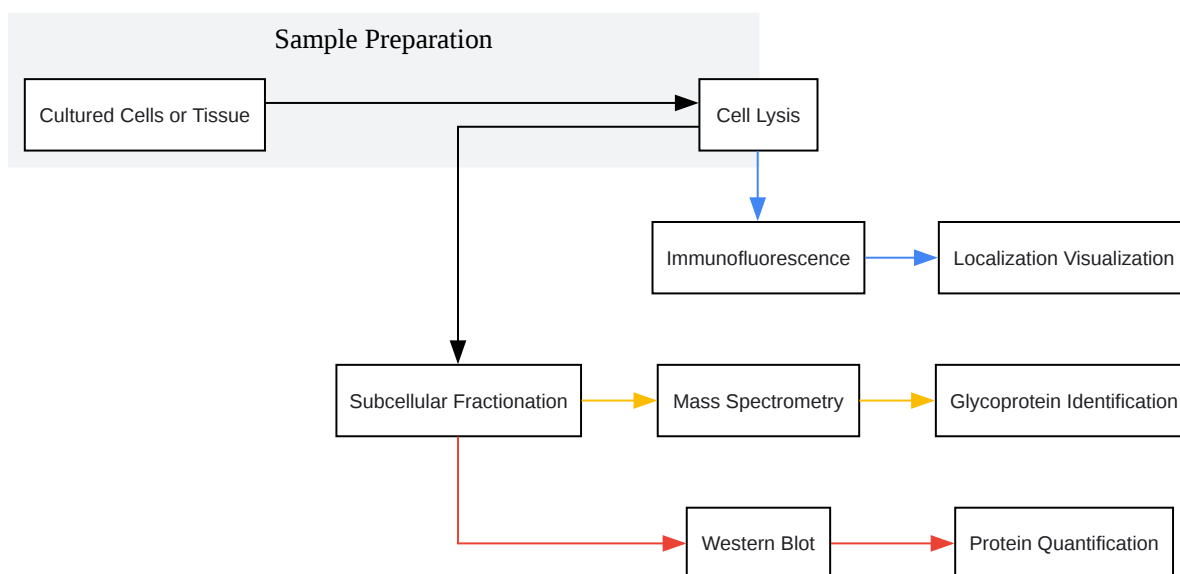 Sample Preparation
Cultured Cells or Tissue
Cell Lysis
Immunofluorescence
Localization Visualization
Subcellular Fractionation
Mass Spectrometry
Glycoprotein Identification
Western Blot
Protein Quantification